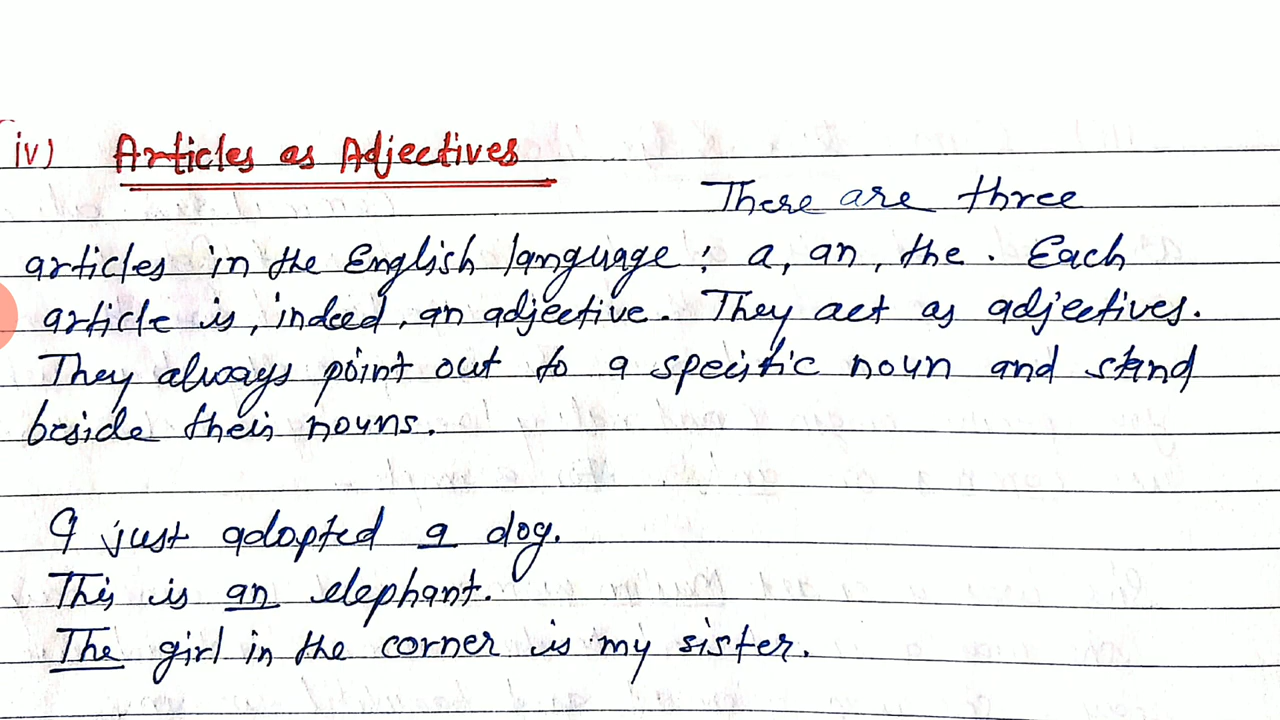 iv) Articles as Adjectives
There are three
articles in the English language : a, an, the. Each
article is, indeed, an adjective. They act as adjectives.
They always point out to a specific noun and stand
beside their nouns.
I just adopted a dog.
This is an elephant.
The girl in the corner is my sister.